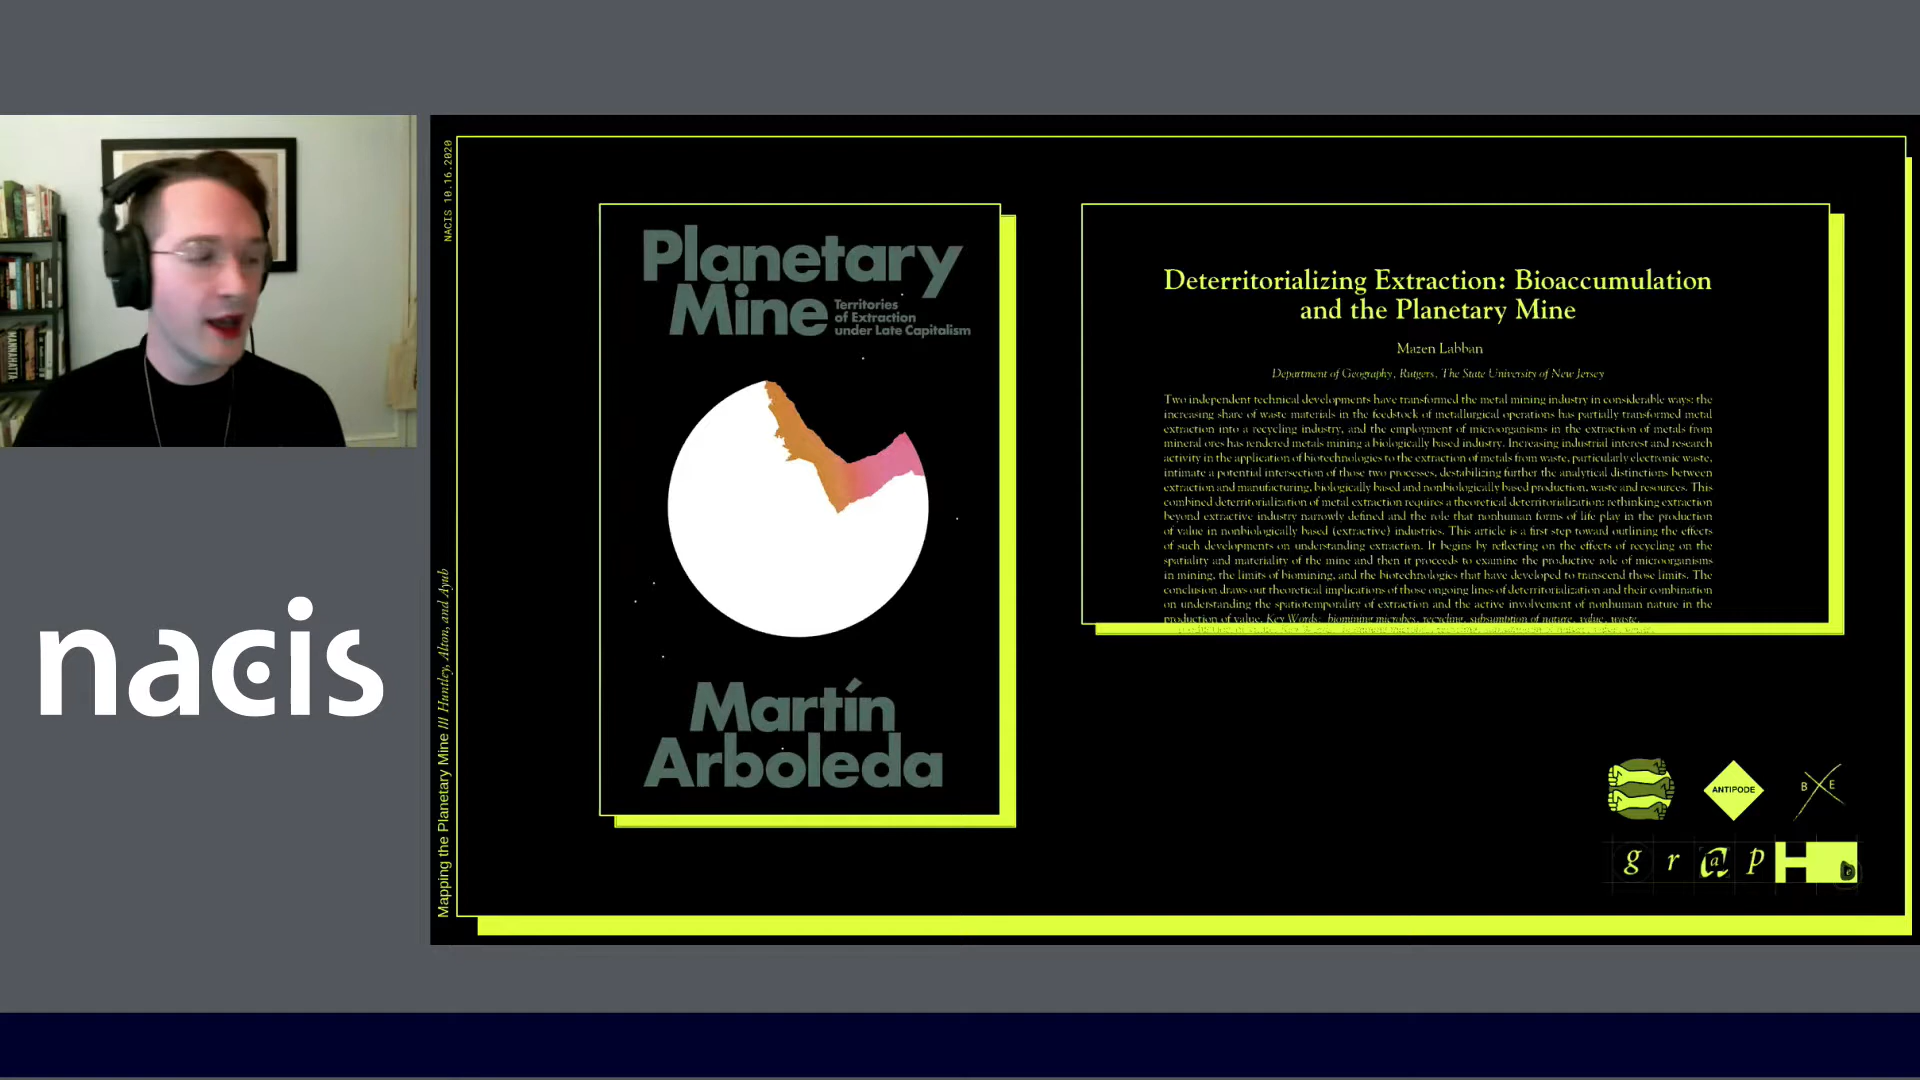 NACIS 10.16.2020
Mapping the Planetary Mine /// Huntley, Alton, and Ayub
MANNAHATTA
nacis
Planetary
Mine
Territories
of Extraction
under Late Capitalism
Martín
Arboleda
Deterritorializing Extraction: Bioaccumulation
and the Planetary Mine
Mazen Labban
Department of Geography, Rutgers, The State University of New Jersey
Two independent technical developments have transformed the metal mining industry in considerable ways: the
increasing share of waste materials in the feedstock of metallurgical operations has partially transformed metal
extraction into a recycling industry, and the employment of microorganisms in the extraction of metals from
mineral ores has rendered metals mining a biologically based industry. Increasing industrial interest and research
activity in the application of biotechnologies to the extraction of metals from waste, particularly electronic waste,
intimate a potential intersection of those two processes, destabilizing further the analytical distinctions between
extraction and manufacturing, biologically based and nonbiologically based production, waste and resources. This
combined deterritorialization of metal extraction requires a theoretical deterritorialization: rethinking extraction
beyond extractive industry narrowly defined and the role that nonhuman forms of life play in the production
of value in nonbiologically based (extractive) industries. This article is a first step toward outlining the effects
of such developments on understanding extraction. It begins by reflecting on the effects of recycling on the
spatiality and materiality of the mine and then it proceeds to examine the productive role of microorganisms
in mining, the limits of biomining, and the biotechnologies that have developed to transcend those limits. The
conclusion draws out theoretical implications of those ongoing lines of deterritorialization and their combination
on understanding the spatiotemporality of extraction and the active involvement of nonhuman nature in the
production of value. Key Words: biomining microbes, recycling, subsumption of nature, value, waste.
ANTIPODE
B E
g r a p H